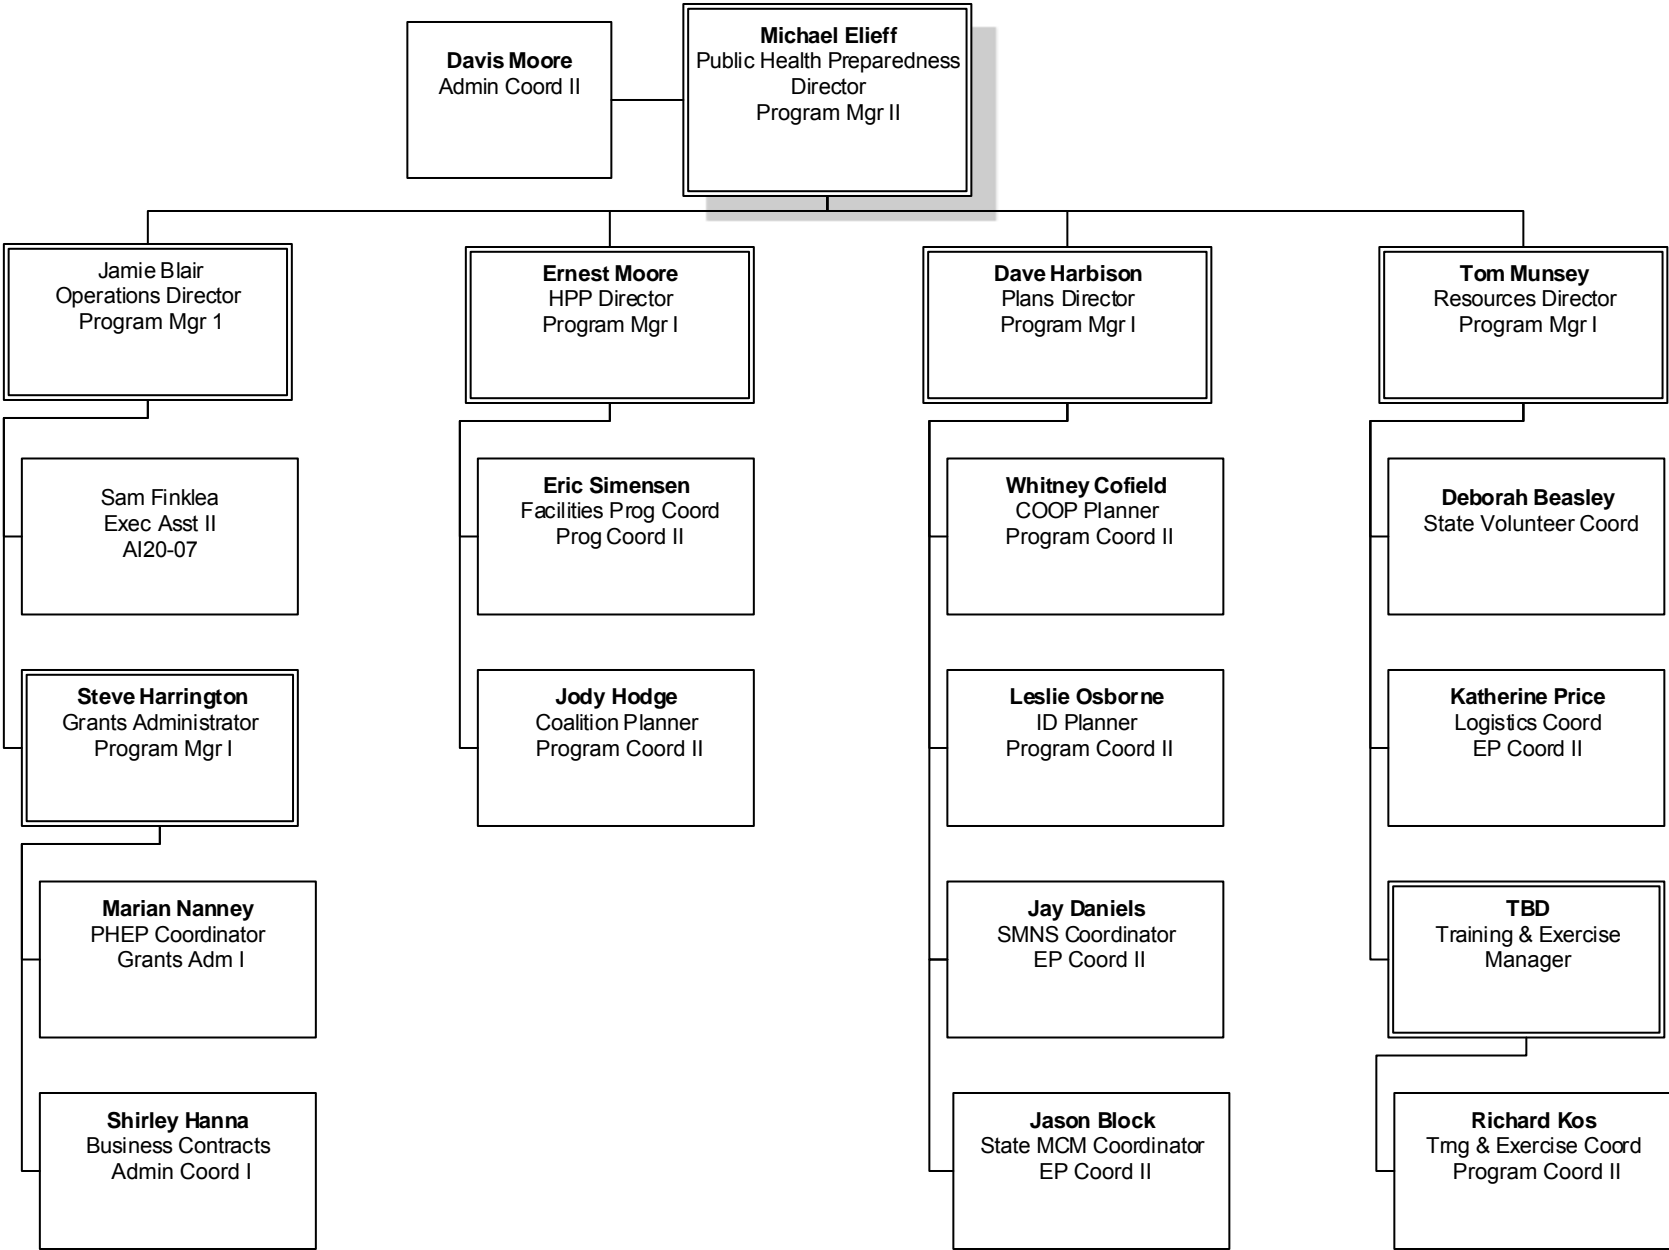 Davis Moore
Admin Coord II
Michael Elieff
Public Health Preparedness
Director
Program Mgr II
Jamie Blair
Operations Director
Program Mgr 1
Ernest Moore
HPP Director
Program Mgr I
Dave Harbison
Plans Director
Program Mgr I
Tom Munsey
Resources Director
Program Mgr I
Sam Finklea
Exec Asst II
AI20-07
Eric Simensen
Facilities Prog Coord
Prog Coord II
Whitney Cofield
COOP Planner
Program Coord II
Deborah Beasley
State Volunteer Coord
Steve Harrington
Grants Administrator
Program Mgr I
Jody Hodge
Coalition Planner
Program Coord II
Leslie Osborne
ID Planner
Program Coord II
Katherine Price
Logistics Coord
EP Coord II
Marian Nanney
PHEP Coordinator
Grants Adm I
Jay Daniels
SMNS Coordinator
EP Coord II
TBD
Training & Exercise
Manager
Shirley Hanna
Business Contracts
Admin Coord I
Jason Block
State MCM Coordinator
EP Coord II
Richard Kos
Trng & Exercise Coord
Program Coord II